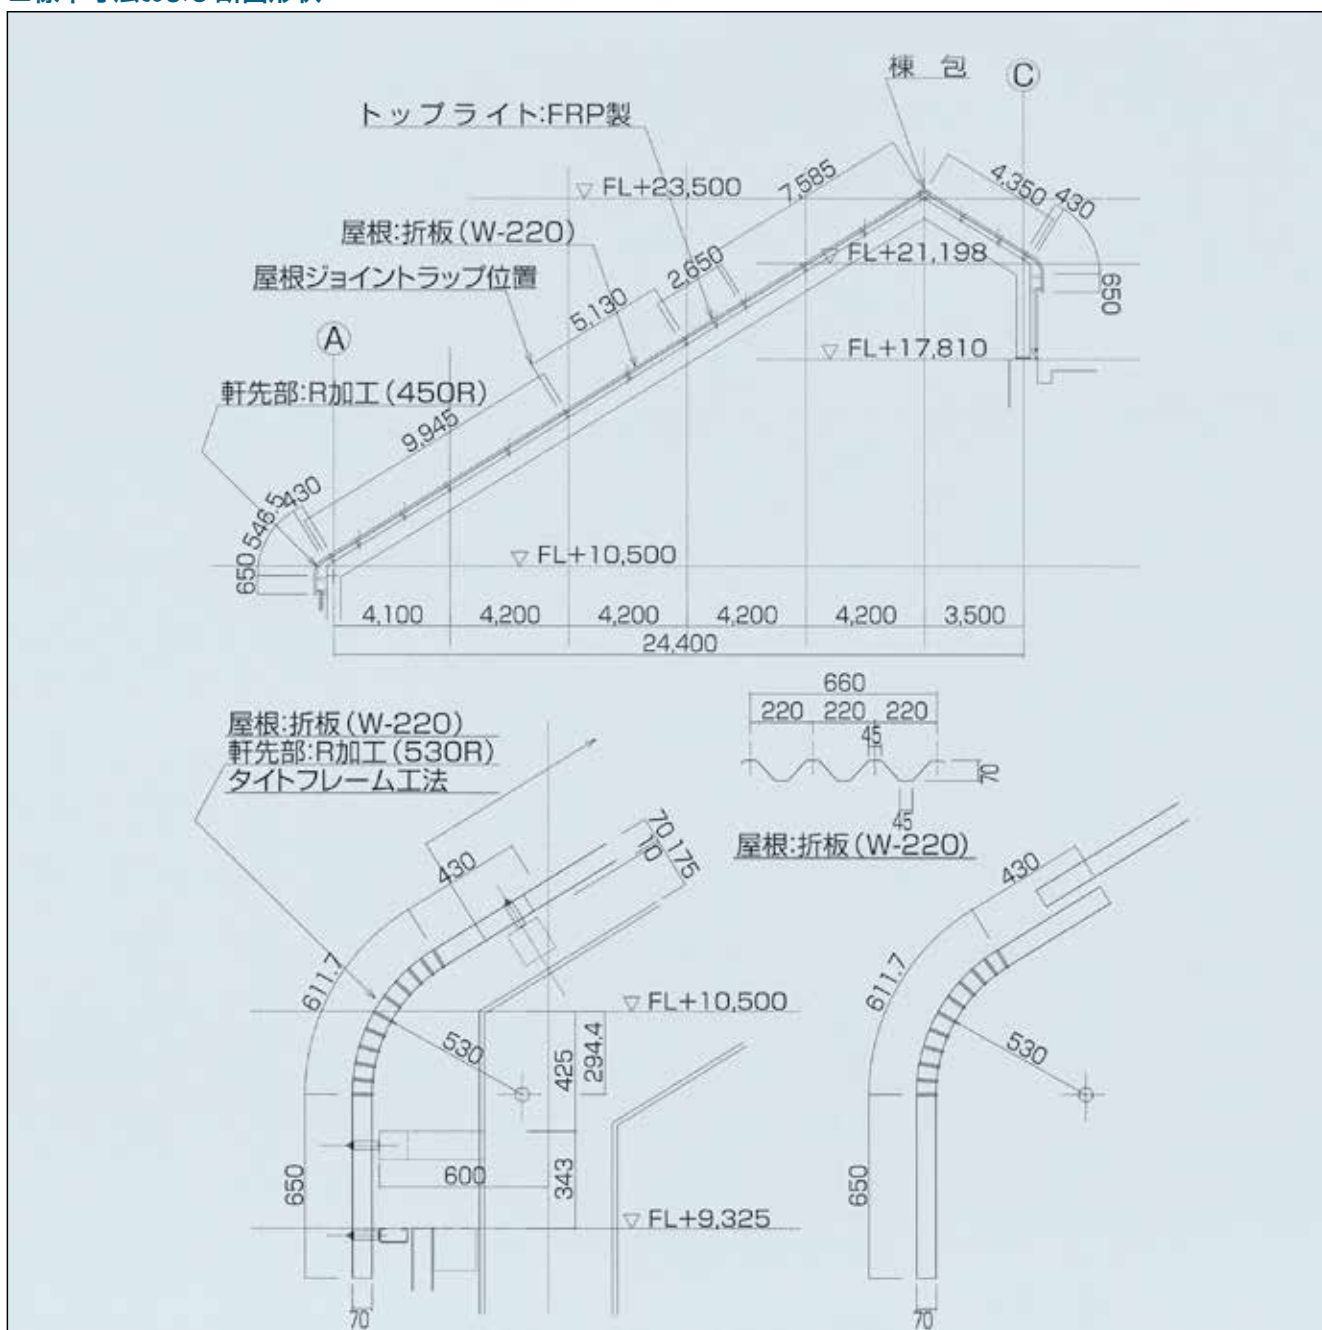 棟 包
C
トップライト:FRP製
▽ FL+23,500
7,585
4,350
430
屋根:折板(W-220)
▽ FL+21,198
屋根ジョイントラップ位置
2,650
650
5,130
A
▽ FL+17,810
軒先部:R加工(450R)
9,945
430
546.5
650
▽ FL+10,500
4,100 4,200 4,200 4,200 4,200 3,500
24,400
660
220 220 220
45
70
45
屋根:折板(W-220)
屋根:折板(W-220)
軒先部:R加工(530R)
タイトフレーム工法
430
70
10
175
611.7
▽ FL+10,500
530
425
294.4
650
600
343
▽ FL+9,325
70
430
611.7
530
650
70